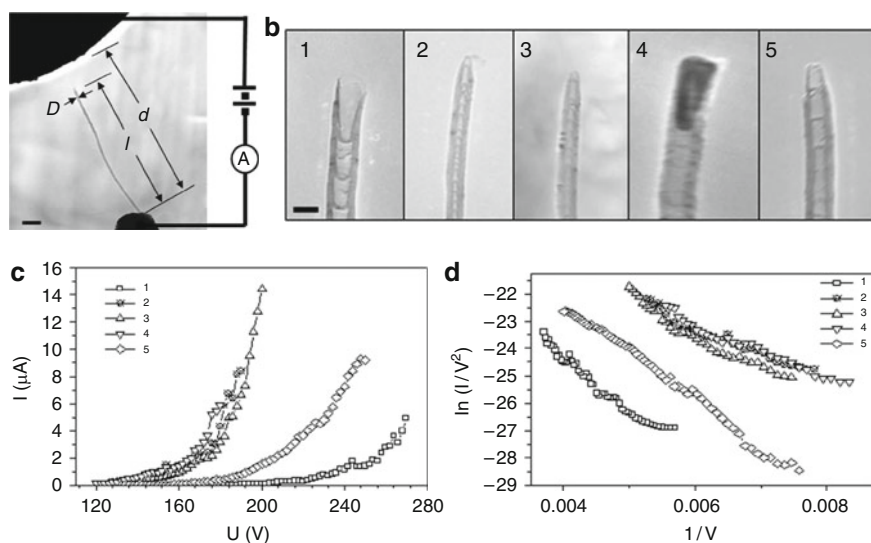 a
D
l
d
A
b
1 2 3 4 5
c
16
14
12
10
8
6
4
2
0
I (μA)
1
2
3
4
5
120 160 200 240 280
U (V)
d
−22
−23
−24
−25
−26
−27
−28
−29
ln (I/V²)
1
2
3
4
5
0.004 0.006 0.008
1/V